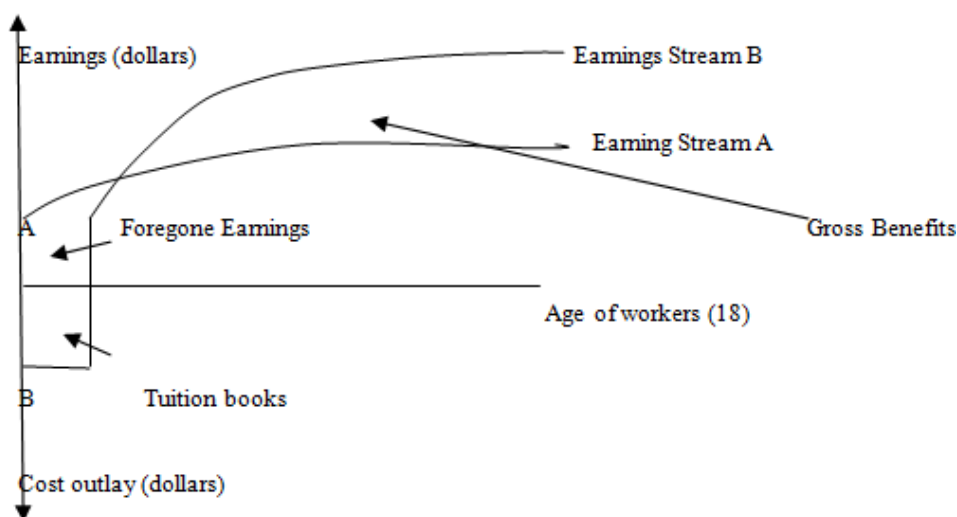 Earnings (dollars)
Earnings Stream B
Earning Stream A
A
Foregone Earnings
Gross Benefits
Age of workers (18)
B
Tuition books
Cost outlay (dollars)